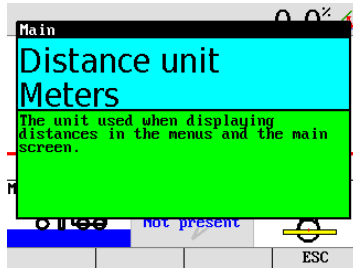 Main
Distance unit
Meters
The unit used when displaying
distances in the menus and the main
screen.
M
Not present
ESC